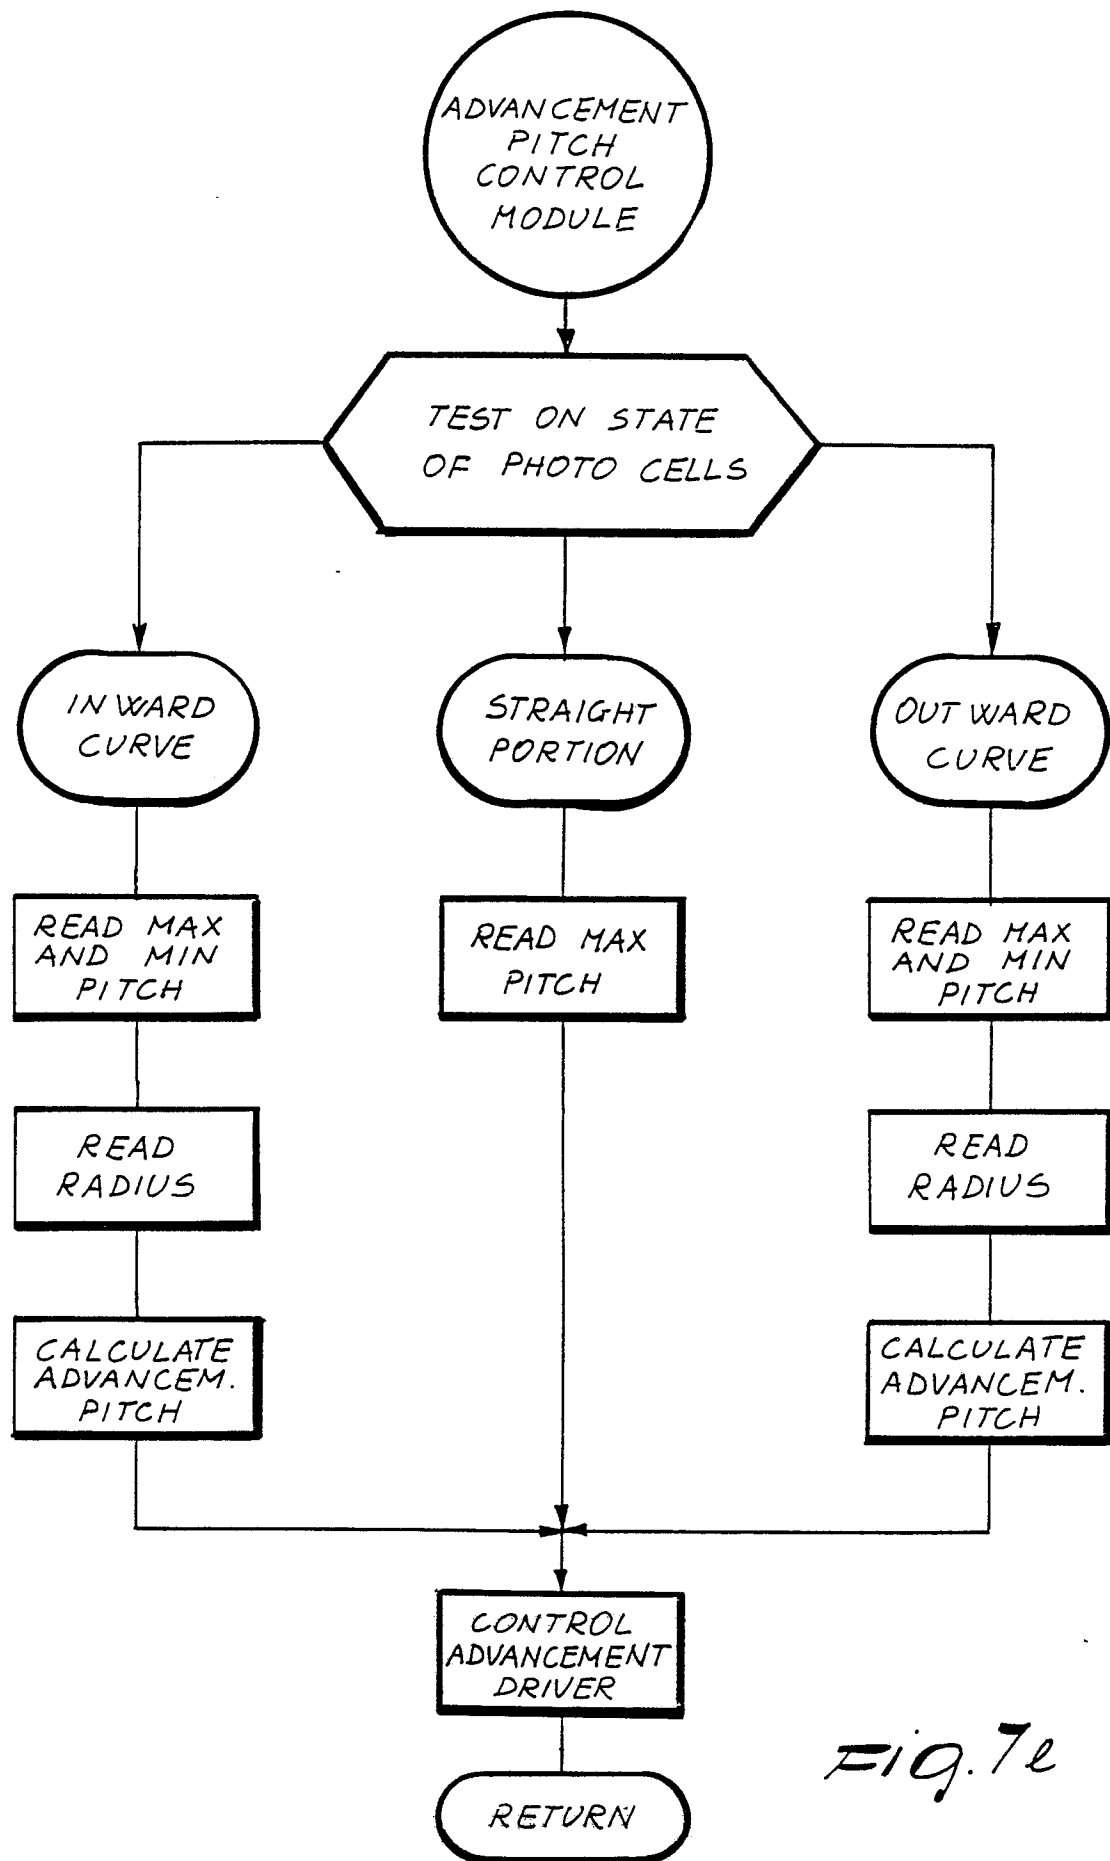 ADVANCEMENT
PITCH
CONTROL
MODULE
TEST ON STATE
OF PHOTO CELLS
INWARD
CURVE
STRAIGHT
PORTION
OUTWARD
CURVE
READ MAX
AND MIN
PITCH
READ MAX
PITCH
READ MAX
AND MIN
PITCH
READ
RADIUS
READ
RADIUS
CALCULATE
ADVANCEM.
PITCH
CALCULATE
ADVANCEM.
PITCH
CONTROL
ADVANCEMENT
DRIVER
RETURN
Fig. 7e